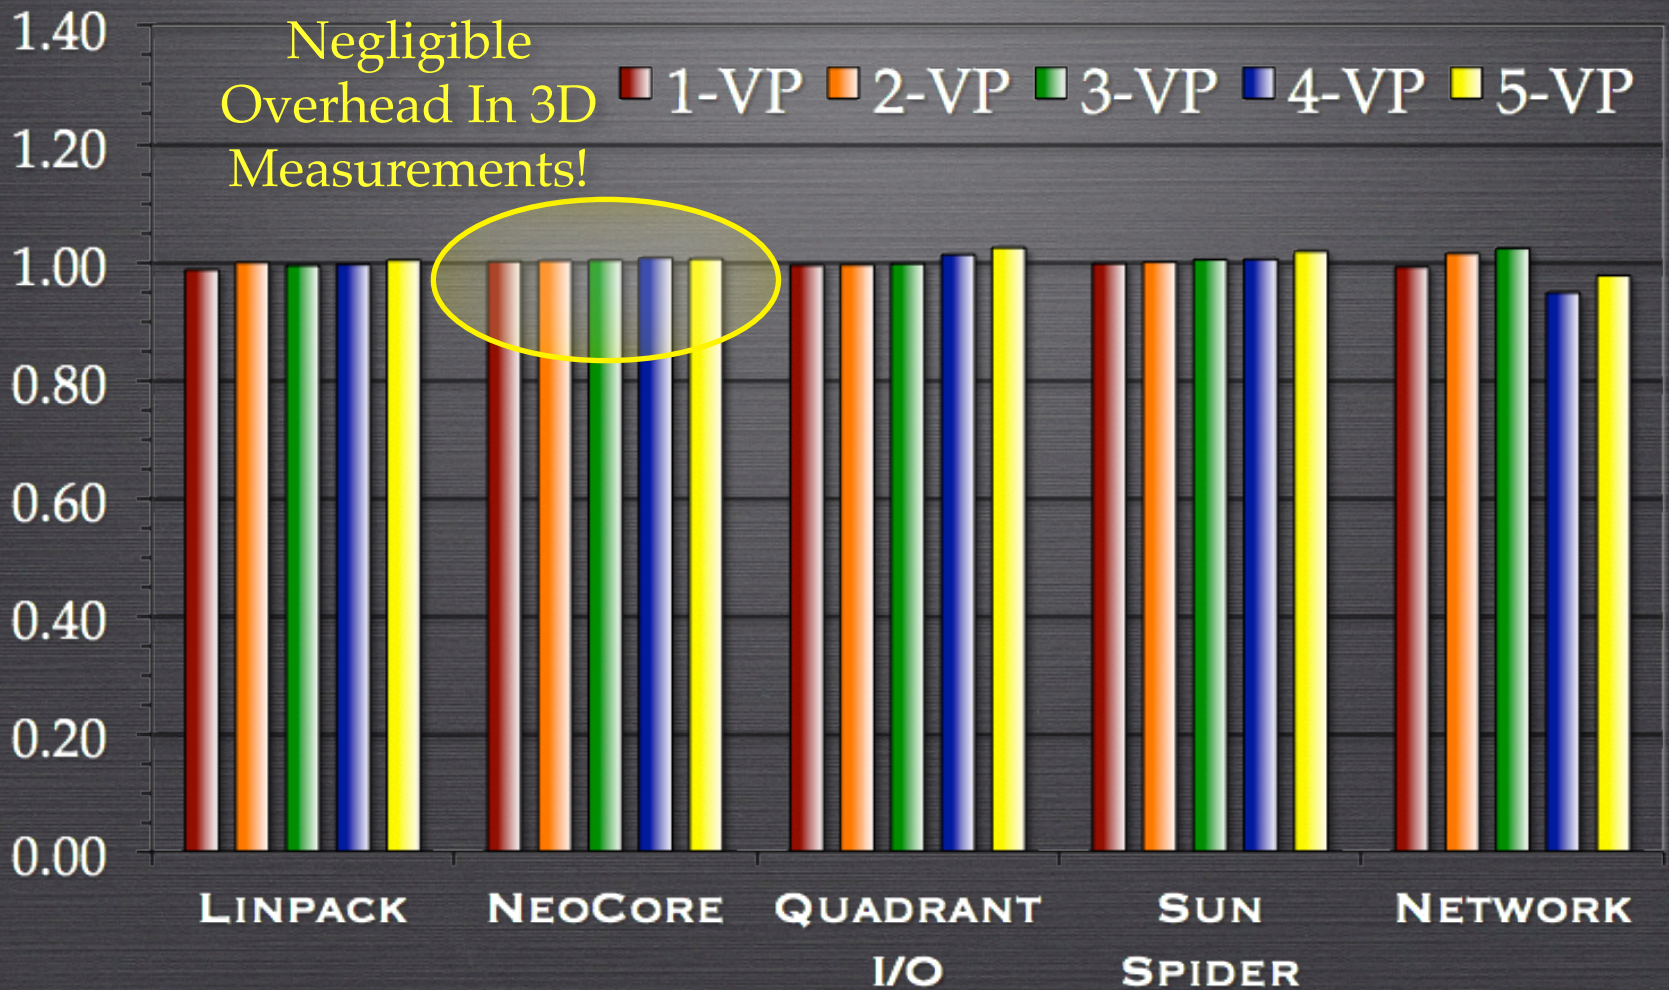 1.40
Negligible
Overhead In 3D
Measurements!
1-VP 2-VP 3-VP 4-VP 5-VP
1.20
1.00
0.80
0.60
0.40
0.20
0.00
LINPACK NEOCORE QUADRANT I/O SUN SPIDER NETWORK